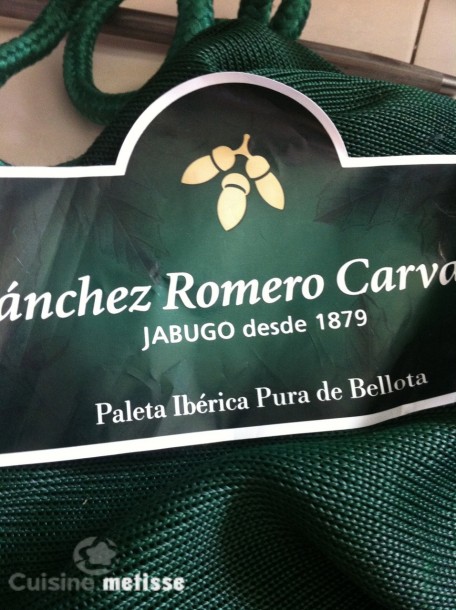 ánchez Romero Carva
JABUGO desde 1879
Paleta Ibérica Pura de Bellota
Cuisine metisse